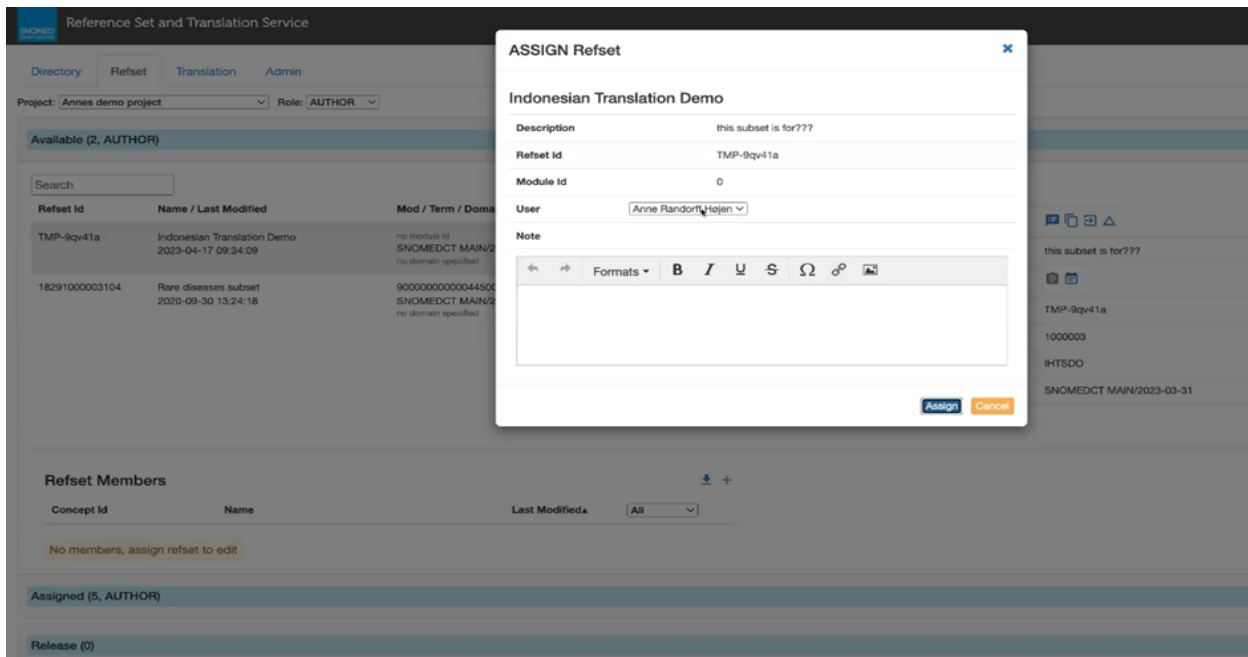 SNOMED
International
Reference Set and Translation Service
Directory Refset Translation Admin
Project: Annes demo project Role: AUTHOR
Available (2, AUTHOR)
Search
Refset Id Name / Last Modified Mod / Term / Doma
TMP-9qv41a Indonesian Translation Demo no module id
2023-04-17 09:34:09 SNOMEDCT MAIN/2
no domain specified
18291000003104 Rare diseases subset
2020-09-30 13:24:18 SNOMEDCT MAIN/2
no domain specified
ASSIGN Refset
Indonesian Translation Demo
Description this subset is for???
Refset Id TMP-9qv41a
Module Id 0
User Anne Randorff Højen
Note
Formats B I U S Ω
Assign Cancel
this subset is for???
TMP-9qv41a
1000003
IHTSDO
SNOMEDCT MAIN/2023-03-31
Refset Members
Concept Id Name Last Modified All
No members, assign refset to edit
Assigned (5, AUTHOR)
Release (0)